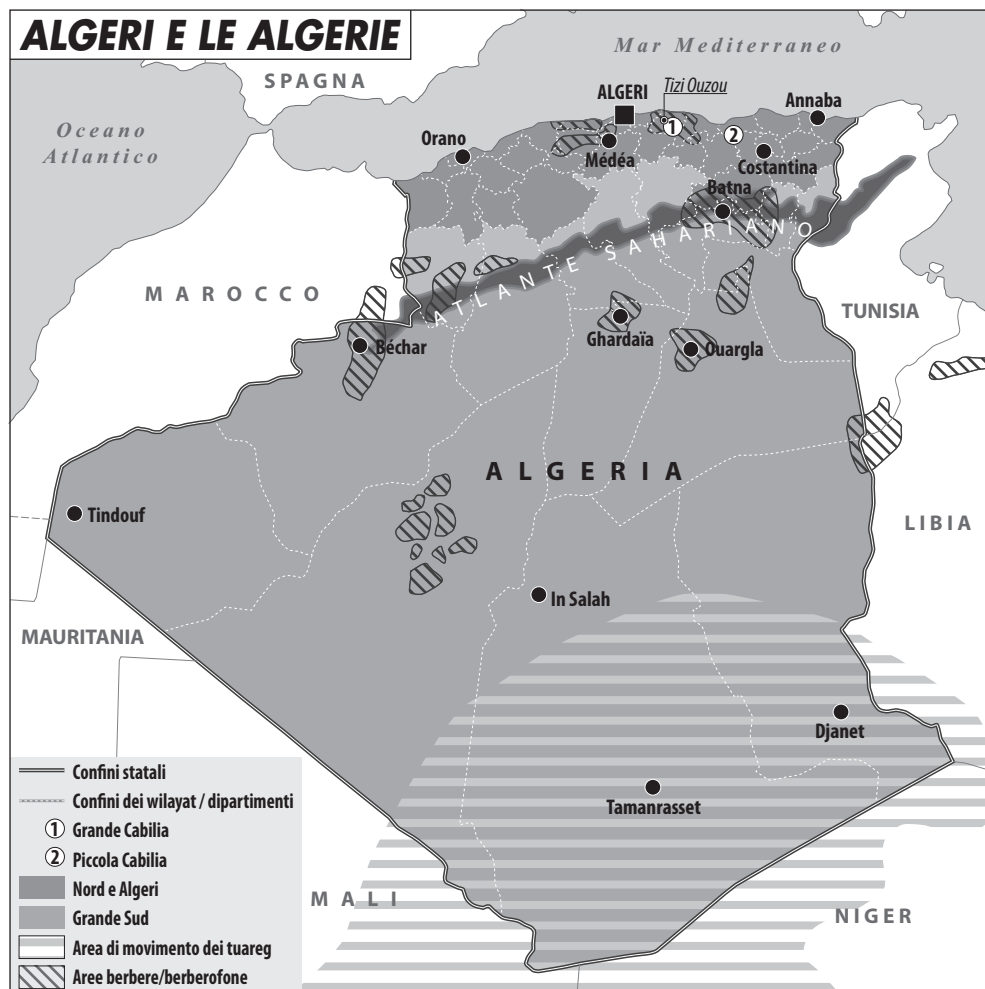 ALGERI E LE ALGERIE
Mar Mediterraneo
SPAGNA
Oceano
Atlantico
ALGERI
Tizi Ouzou
Annaba
Orano
1
2
Médéa
Costantina
Batna
ATLANTE SAHARIANO
MAROCCO
TUNISIA
Béchar
Ghardaïa
Ouargla
ALGERIA
Tindouf
LIBIA
In Salah
MAURITANIA
Djanet
Tamanrasset
MALI
NIGER
Confini statali
Confini dei wilayat / dipartimenti
1 Grande Cabilia
2 Piccola Cabilia
Nord e Algeri
Grande Sud
Area di movimento dei tuareg
Aree berbere/berberofone